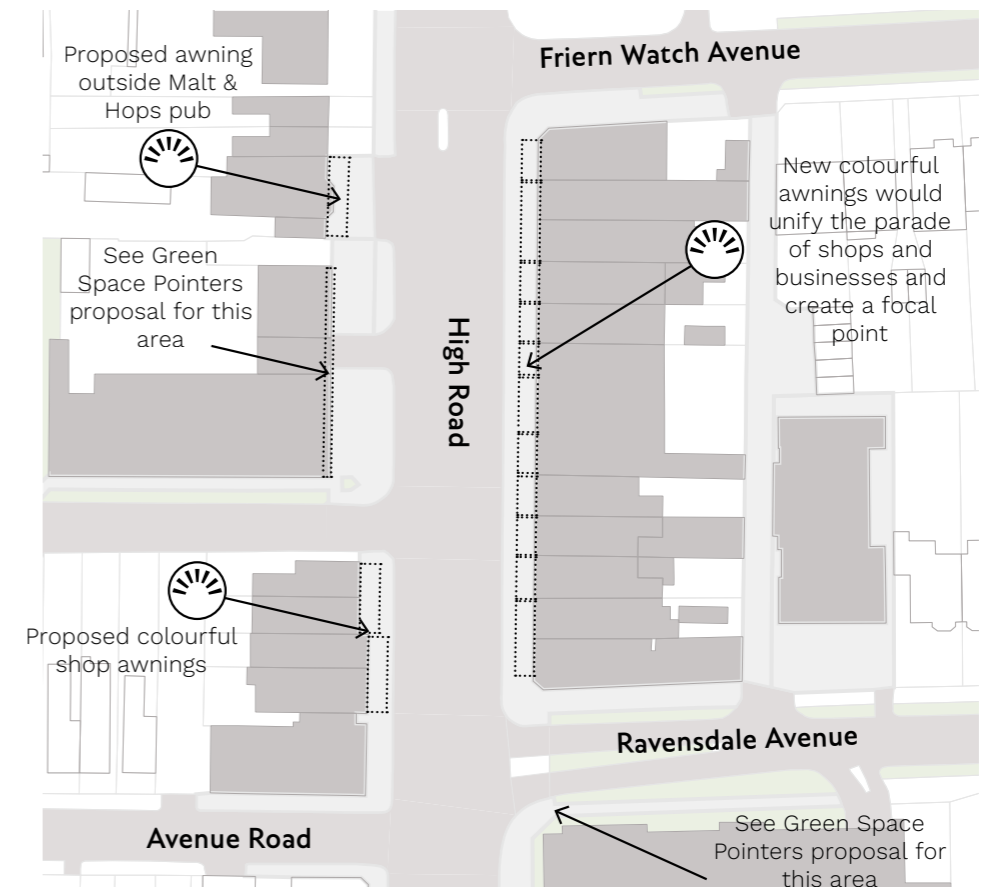 Friern Watch Avenue
Proposed awning
outside Malt &
Hops pub
New colourful
awnings would
unify the parade
of shops and
businesses and
create a focal
point
See Green
Space Pointers
proposal for this
area
High Road
Proposed colourful
shop awnings
Ravensdale Avenue
Avenue Road
See Green Space
Pointers proposal for
this area